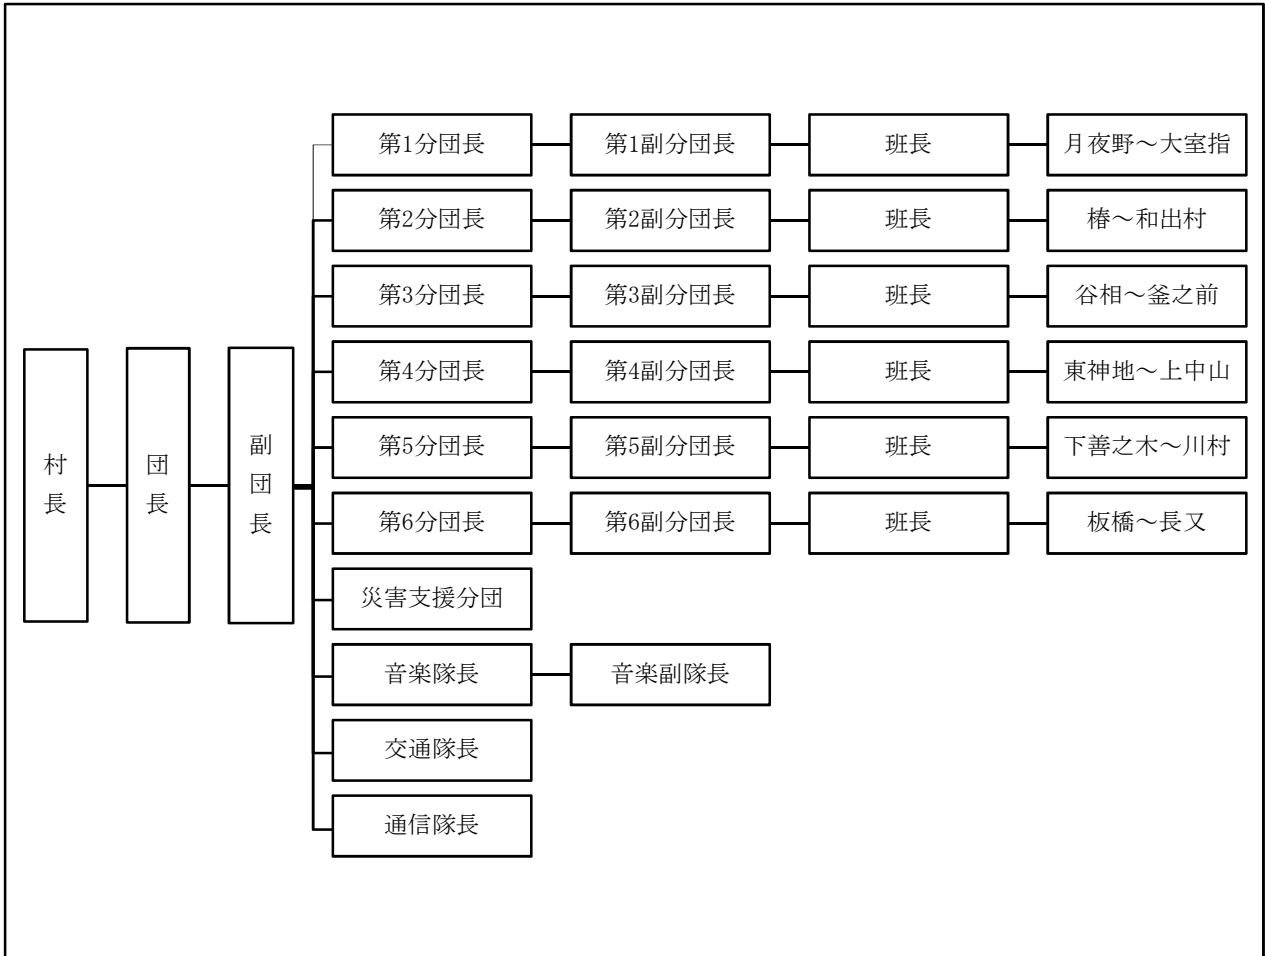 村長
団長
副団長
第1分団長 第1副分団長 班長 月夜野～大室指
第2分団長 第2副分団長 班長 椿～和出村
第3分団長 第3副分団長 班長 谷相～釜之前
第4分団長 第4副分団長 班長 東神地～上中山
第5分団長 第5副分団長 班長 下善之木～川村
第6分団長 第6副分団長 班長 板橋～長又
災害支援分団
音楽隊長 音楽副隊長
交通隊長
通信隊長